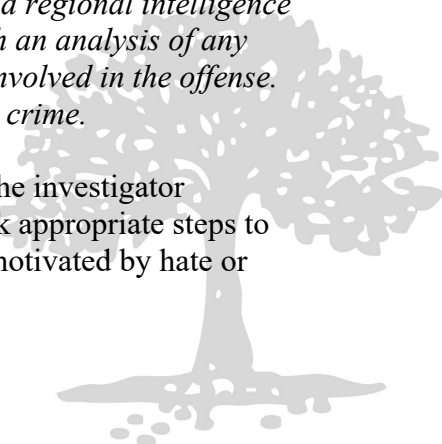 a regional intelligence
h an analysis of any
nvolved in the offense.
crime.
he investigator
k appropriate steps to
notivated by hate or